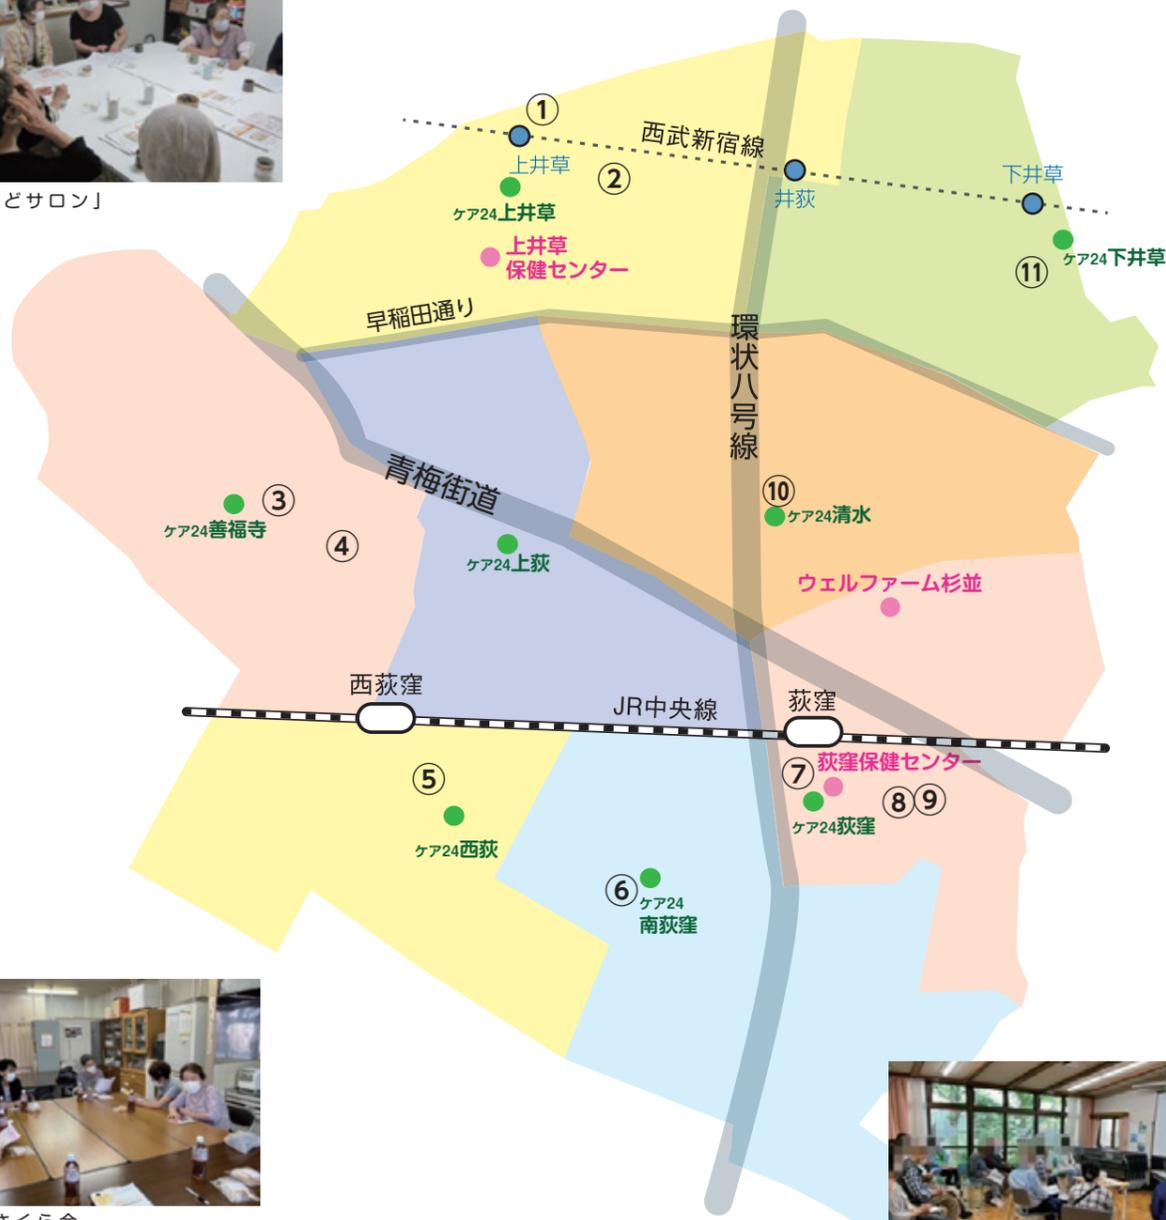 どサロン」
①
西武新宿線
上井草
②
井荻
下井草
ケア24上井草
上井草
保健センター
ケア24下井草
⑪
早稲田通り
環状八号線
青梅街道
③
ケア24善福寺
④
ケア24上荻
⑩
ケア24清水
ウェルファーム杉並
西荻窪
JR中央線
荻窪
荻窪保健センター
⑦
⑧⑨
ケア24荻窪
⑤
ケア24西荻
⑥
ケア24
南荻窪